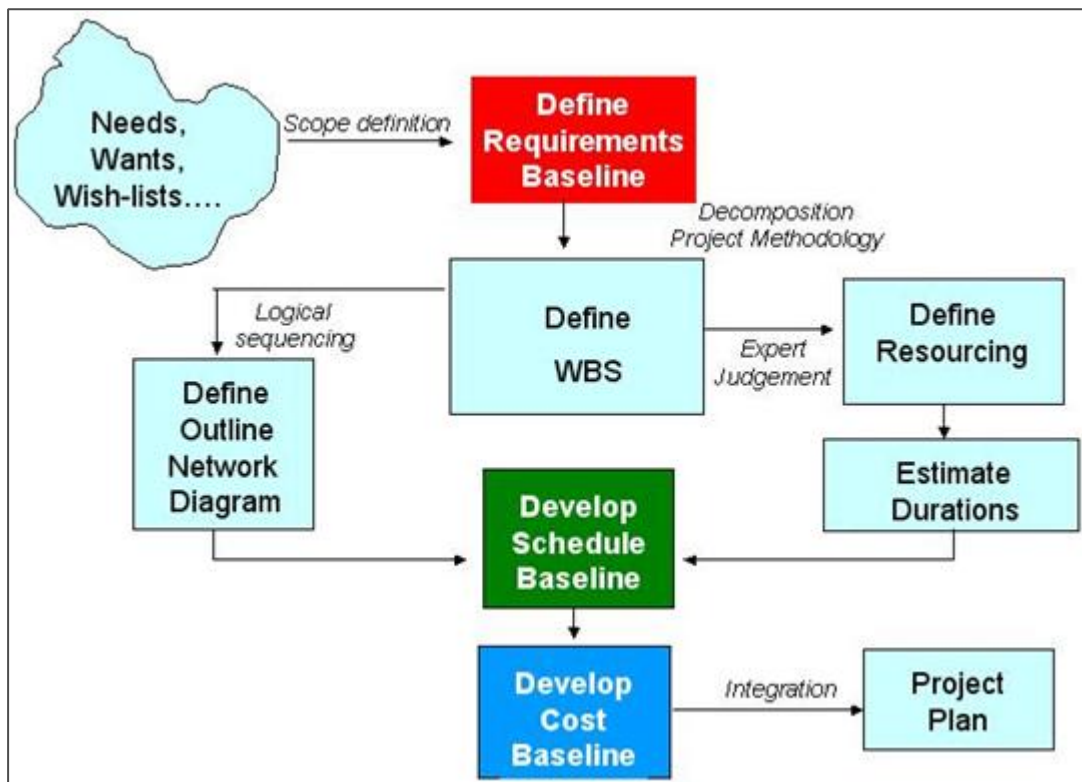 Needs,
Wants,
Wish-lists....
Scope definition
Define
Requirements
Baseline
Decomposition
Project Methodology
Define
WBS
Logical
sequencing
Expert
Judgement
Define
Resourcing
Define
Outline
Network
Diagram
Estimate
Durations
Develop
Schedule
Baseline
Develop
Cost
Baseline
Integration
Project
Plan